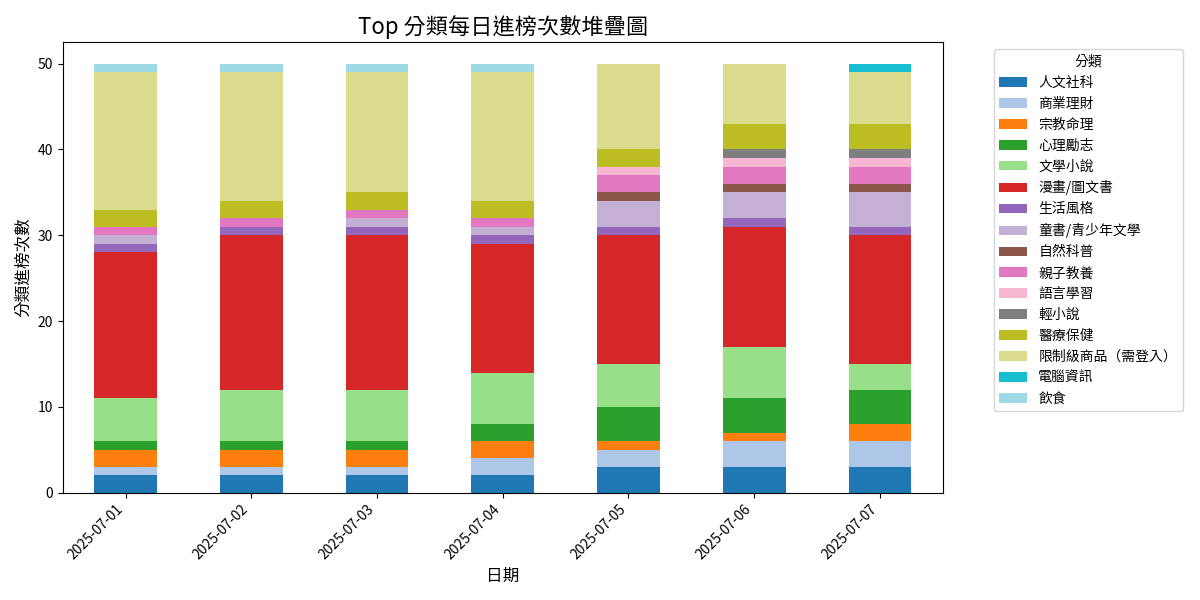 Top 分類每日進榜次數堆疊圖
分類進榜次數
50
40
30
20
10
0
2025-07-01
2025-07-02
2025-07-03
2025-07-04
2025-07-05
2025-07-06
2025-07-07
日期
分類
人文社科
商業理財
宗教命理
心理勵志
文學小說
漫畫/圖文書
生活風格
童書/青少年文學
自然科普
親子教養
語言學習
輕小說
醫療保健
限制級商品（需登入）
電腦資訊
飲食